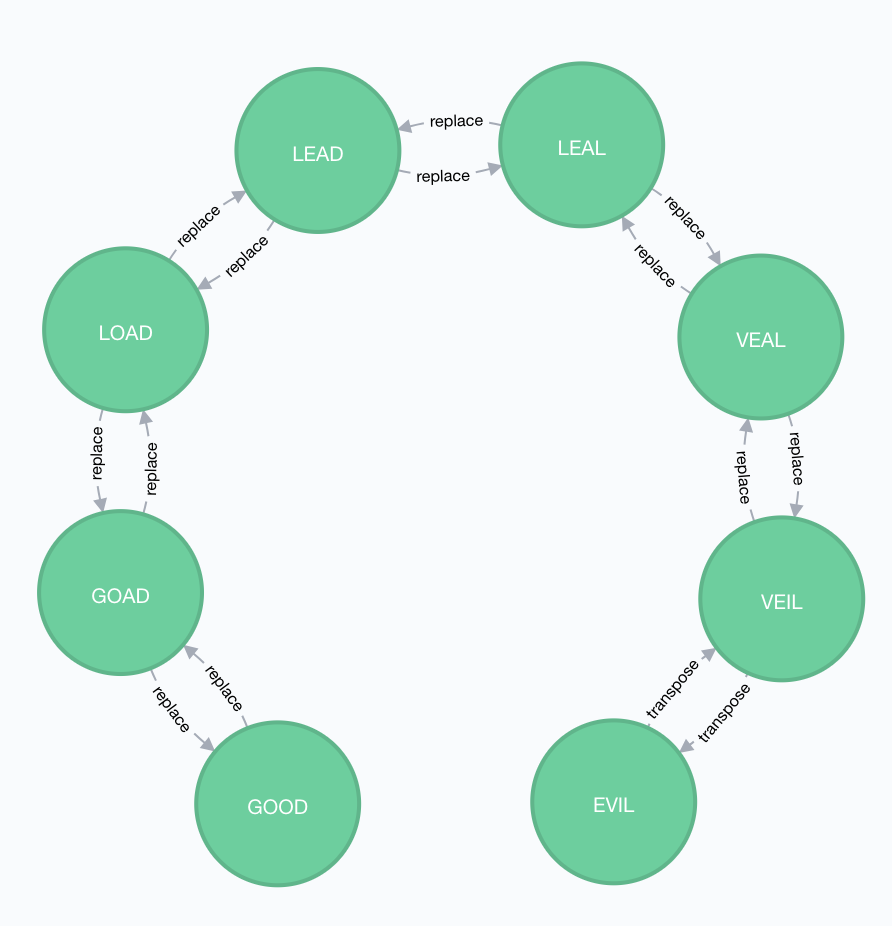 LEAD
replace
LEAL
replace
replace
replace
replace
replace
LOAD
VEAL
replace
replace
replace
replace
GOAD
VEIL
replace
replace
transpose
transpose
GOOD
EVIL